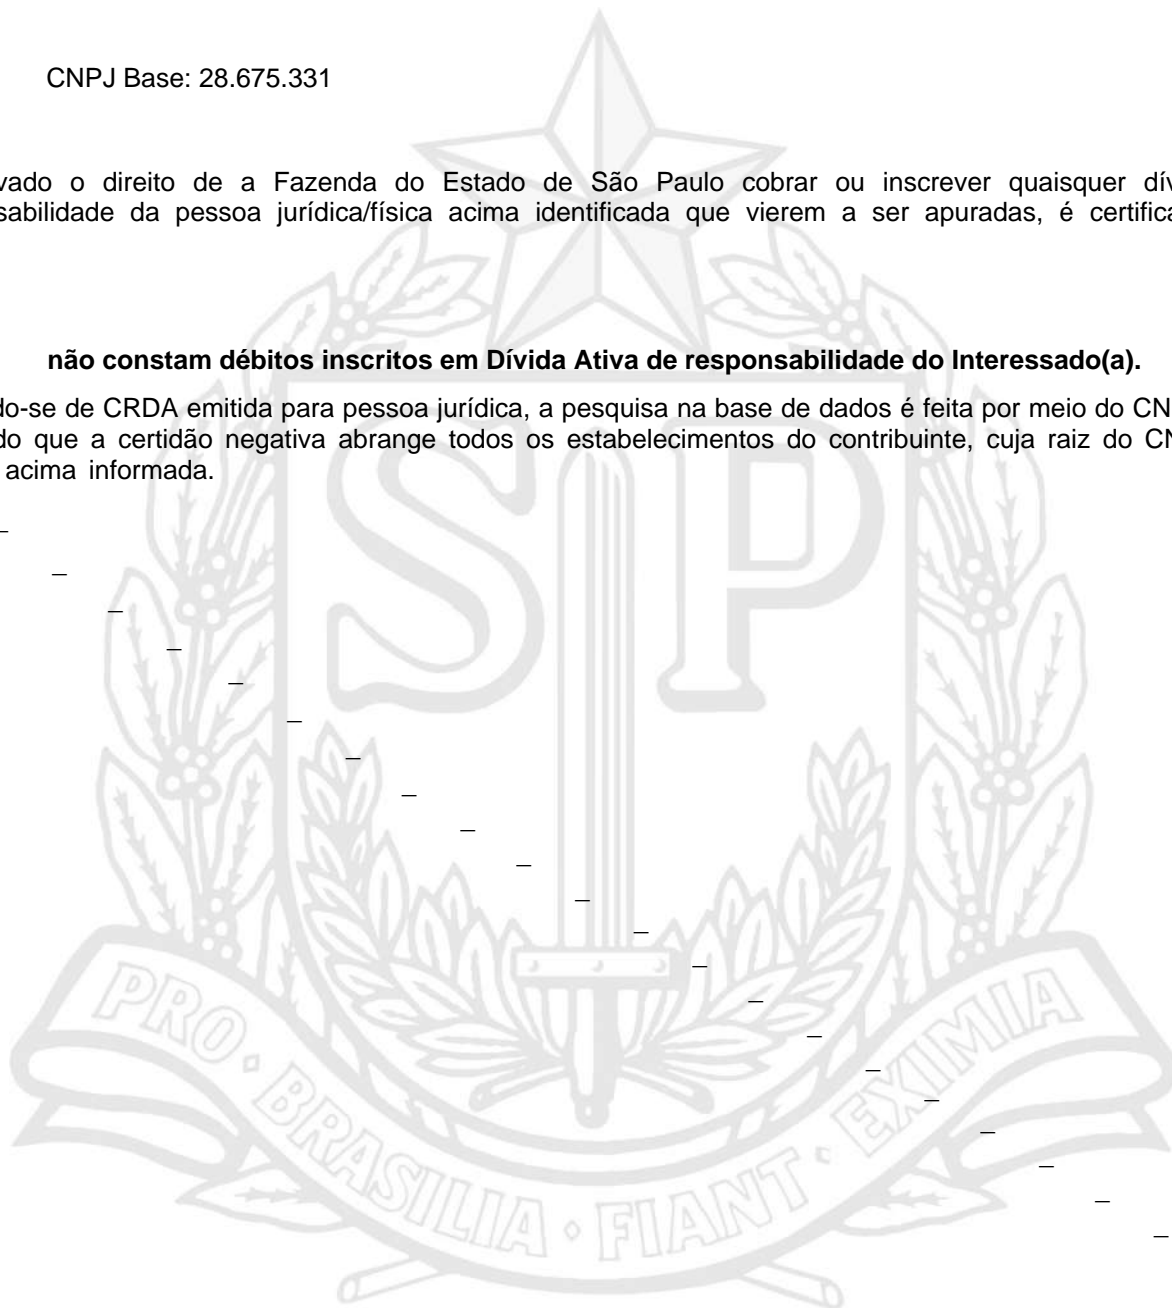 CNPJ Base: 28.675.331
vado o direito de a Fazenda do Estado de São Paulo cobrar ou inscrever quaisquer dív
sabilidade da pessoa jurídica/física acima identificada que vierem a ser apuradas, é certifica
não constam débitos inscritos em Dívida Ativa de responsabilidade do Interessado(a).
do-se de CRDA emitida para pessoa jurídica, a pesquisa na base de dados é feita por meio do CN
do que a certidão negativa abrange todos os estabelecimentos do contribuinte, cuja raiz do CN
acima informada.
SP
PRO • BRASILIA • FIANT • EXIMIA